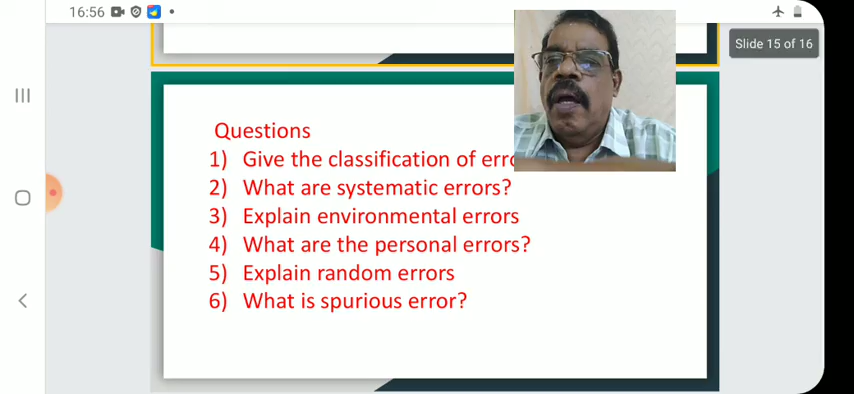 16:56
Slide 15 of 16
Questions
1) Give the classification of erro
2) What are systematic errors?
3) Explain environmental errors
4) What are the personal errors?
5) Explain random errors
6) What is spurious error?